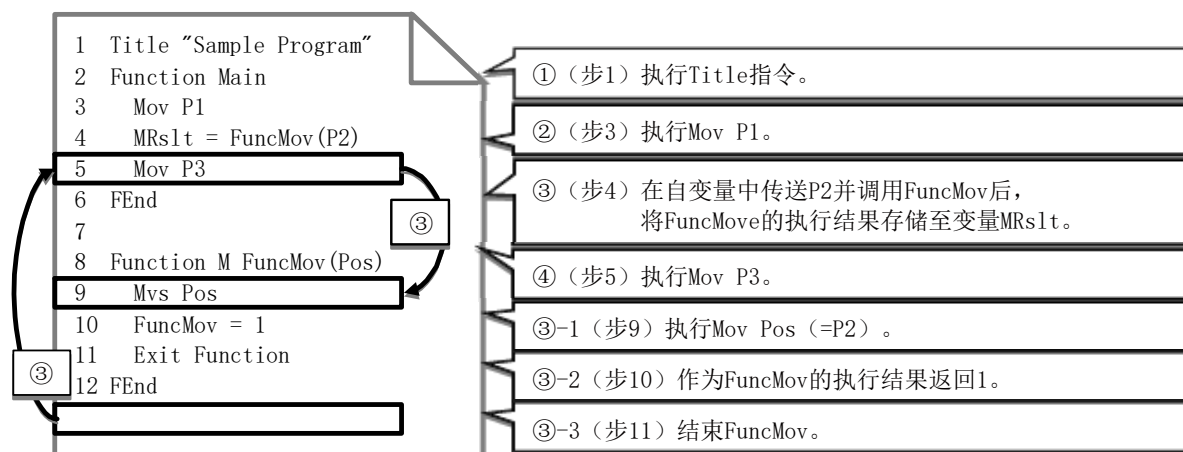 1 Title "Sample Program"
2 Function Main
3 Mov P1
4 MRslt = FuncMov(P2)
5 Mov P3
6 FEnd
7
8 Function M FuncMov(Pos)
9 Mvs Pos
10 FuncMov = 1
11 Exit Function
12 FEnd
③
③
①（步1）执行Title指令。
②（步3）执行Mov P1。
③（步4）在自变量中传送P2并调用FuncMov后，
将FuncMove的执行结果存储至变量MRslt。
④（步5）执行Mov P3。
③-1（步9）执行Mov Pos（=P2）。
③-2（步10）作为FuncMov的执行结果返回1。
③-3（步11）结束FuncMov。